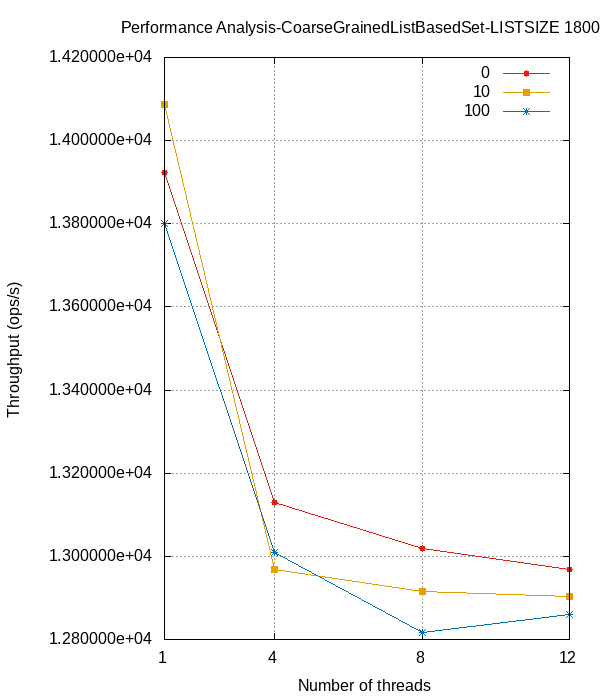 Performance Analysis-CoarseGrainedListBasedSet-LISTSIZE 1800
1.420000e+04
0
10
100
1.400000e+04
1.380000e+04
1.360000e+04
1.340000e+04
1.320000e+04
1.300000e+04
1.280000e+04
Throughput (ops/s)
1 4 8 12
Number of threads